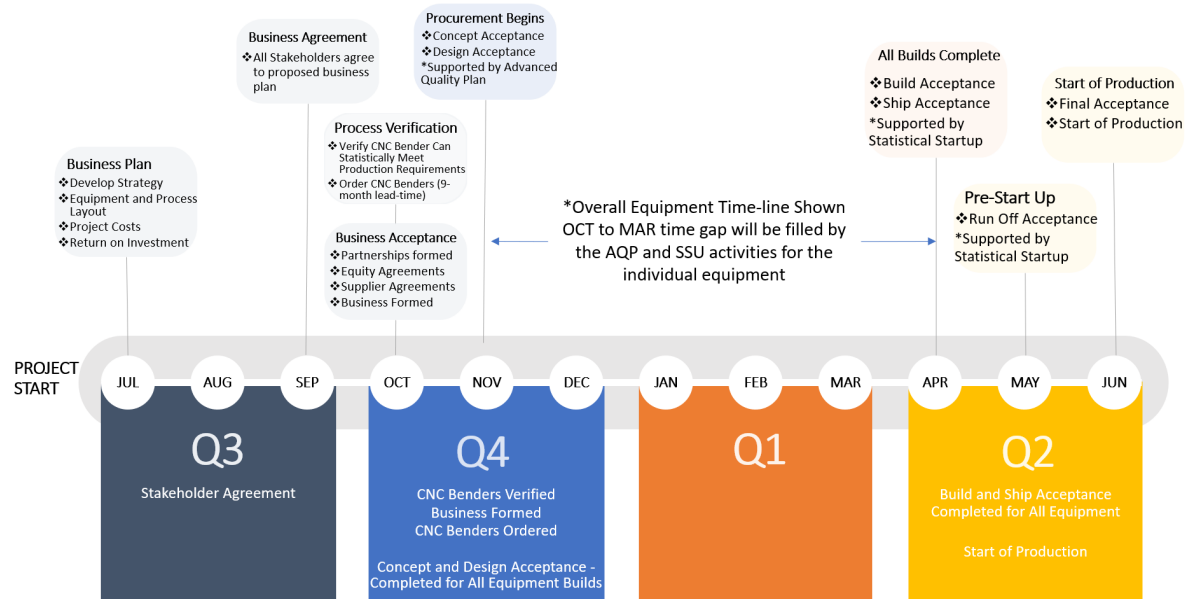 Business Plan
❖Develop Strategy
❖Equipment and Process
Layout
❖Project Costs
❖Return on Investment
Business Agreement
❖All Stakeholders agree
to proposed business
plan
Process Verification
❖Verify CNC Bender Can
Statistically Meet
Production Requirements
❖Order CNC Benders (9-
month lead-time)
Business Acceptance
❖Partnerships formed
❖Equity Agreements
❖Supplier Agreements
❖Business Formed
Procurement Begins
❖Concept Acceptance
❖Design Acceptance
*Supported by Advanced
Quality Plan
*Overall Equipment Time-line Shown
OCT to MAR time gap will be filled by
the AQP and SSU activities for the
individual equipment
All Builds Complete
❖Build Acceptance
❖Ship Acceptance
*Supported by
Statistical Startup
Pre-Start Up
❖Run Off Acceptance
*Supported by
Statistical Startup
Start of Production
❖Final Acceptance
❖Start of Production
PROJECT
START
JUL
AUG
SEP
OCT
NOV
DEC
JAN
FEB
MAR
APR
MAY
JUN
Q3
Stakeholder Agreement
Q4
CNC Benders Verified
Business Formed
CNC Benders Ordered
Concept and Design Acceptance -
Completed for All Equipment Builds
Q1
Q2
Build and Ship Acceptance
Completed for All Equipment
Start of Production